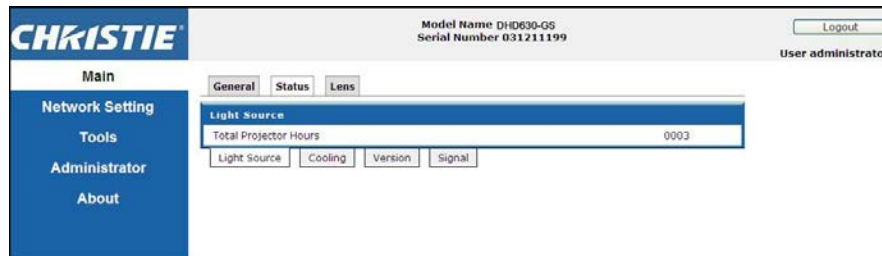 CHRISTIE
Model Name DHD630-GS
Serial Number 031211199
Logout
User administrato
Main
Network Setting
Tools
Administrator
About
General Status Lens
Light Source
Total Projector Hours 0003
Light Source Cooling Version Signal